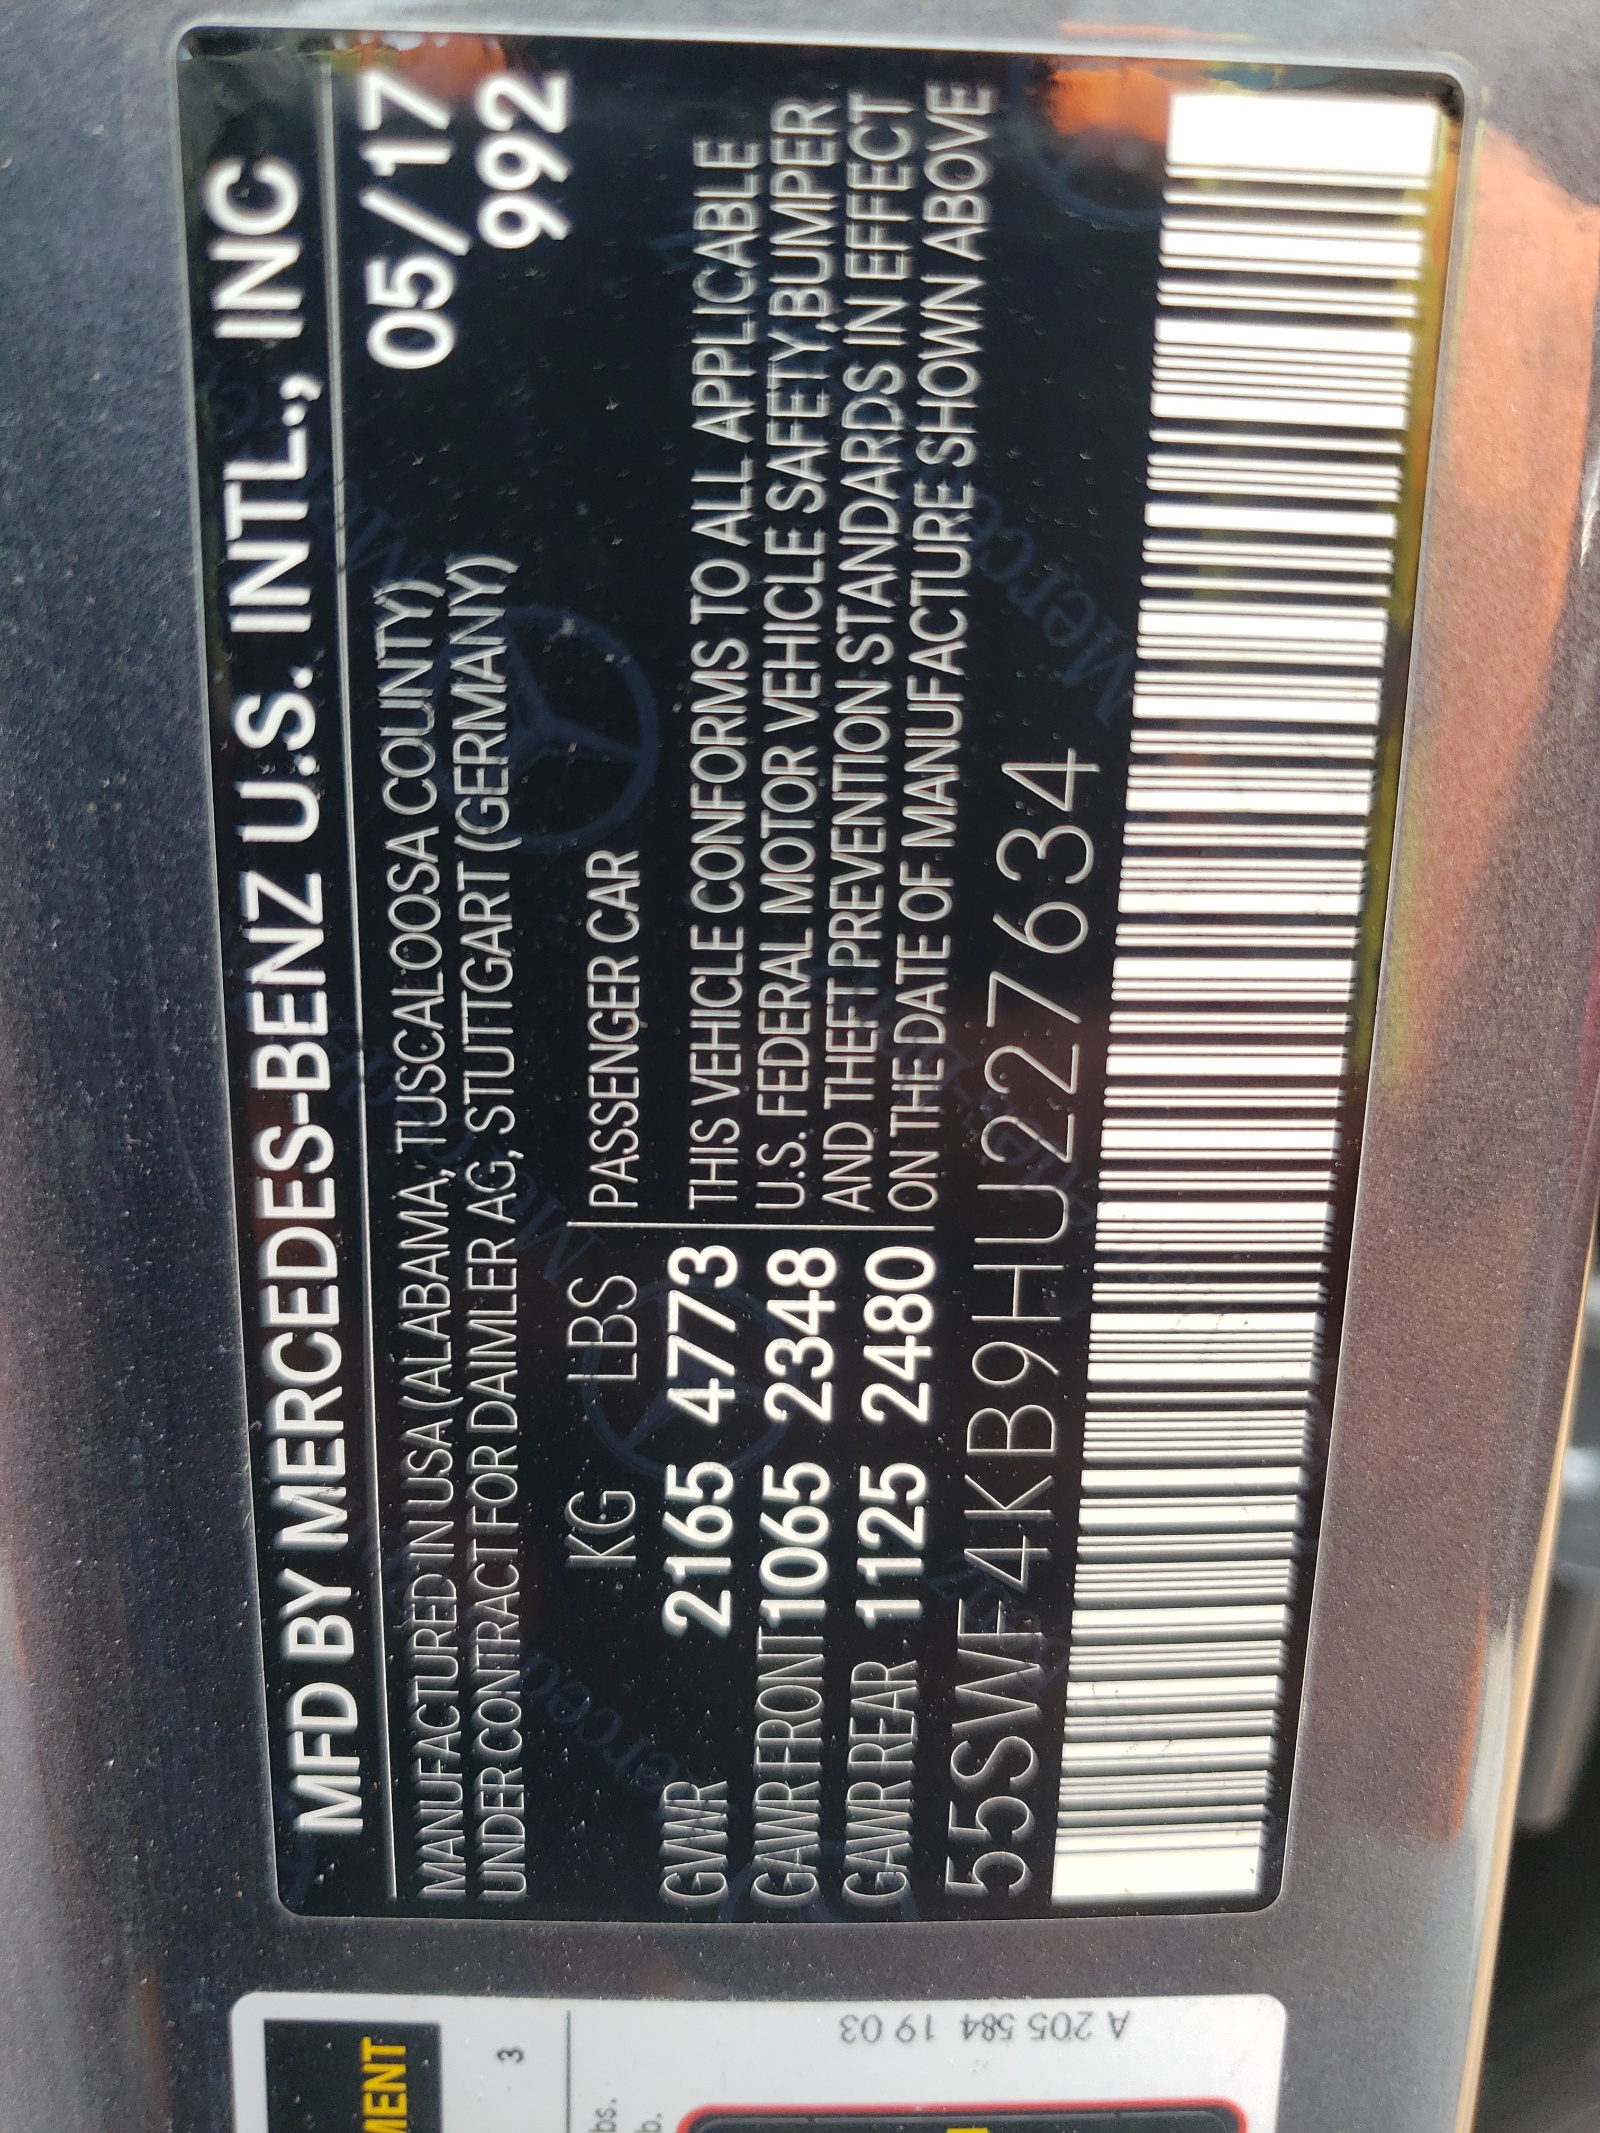 MFD BY MERCEDES-BENZ U.S. INTL., INC
MANUFACTURED IN USA (ALABAMA, TUSCALOOSA COUNTY) 05/17
UNDER CONTRACT FOR DAIMLER AG, STUTTGART (GERMANY) 992
KG LBS PASSENGER CAR
GVWR 2165 4773 THIS VEHICLE CONFORMS TO ALL APPLICABLE
U.S. FEDERAL MOTOR VEHICLE SAFETY,BUMPER
GAWR FRONT 1065 2348 AND THEFT PREVENTION STANDARDS IN EFFECT
GAWR REAR 1125 2480 ON THE DATE OF MANUFACTURE SHOWN ABOVE
55SWF4KB9HU227634
MENT
3
bs.
b.
A 205 584 19 03